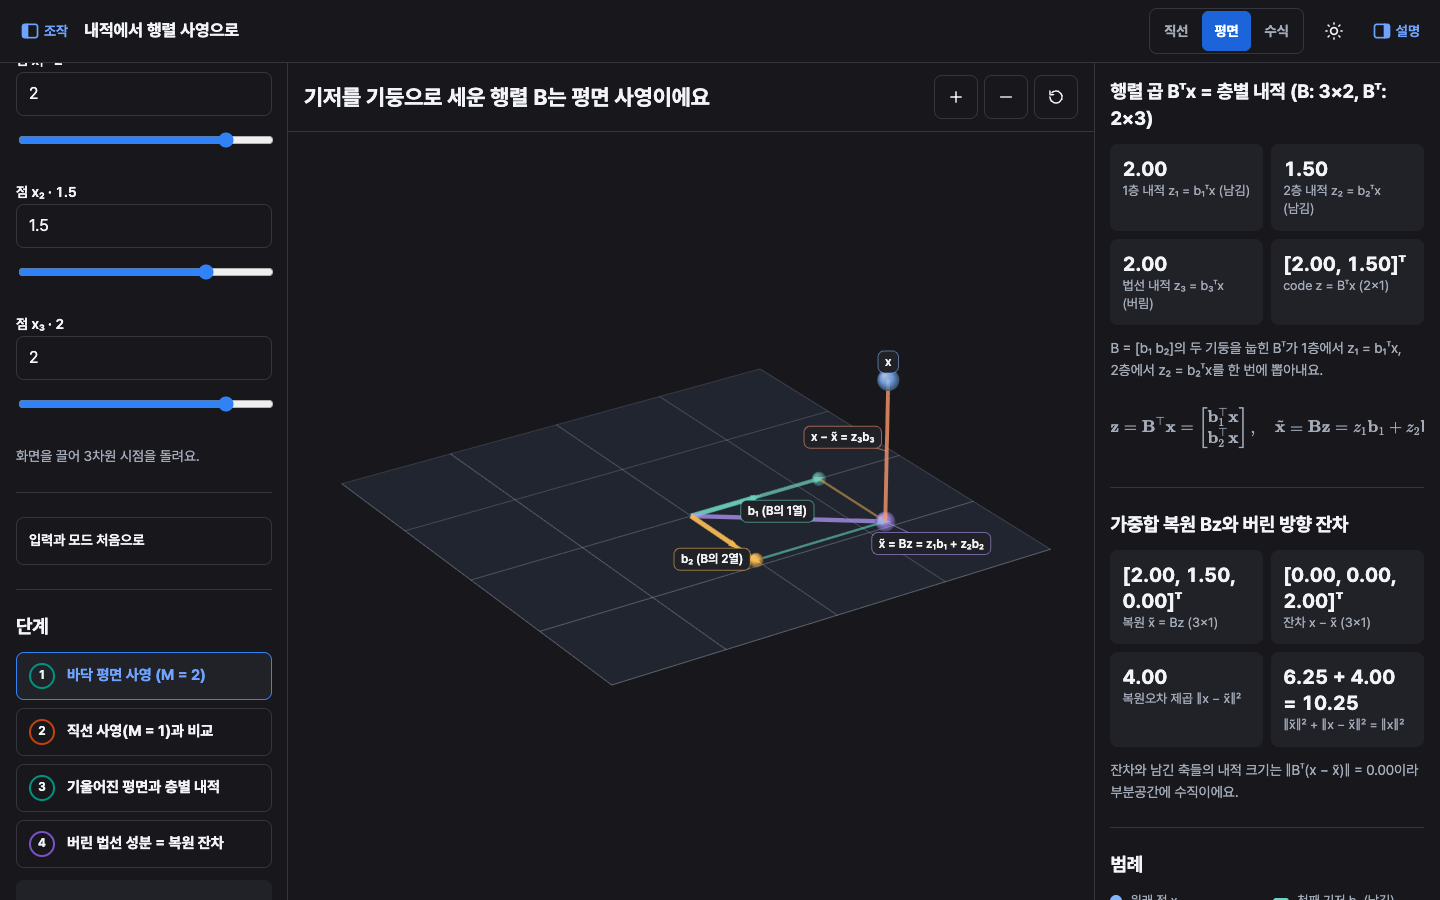 조작
내적에서 행렬 사영으로
직선
평면
수식
설명
2
점 x₂ · 1.5
1.5
점 x₃ · 2
2
화면을 끌어 3차원 시점을 돌려요.
입력과 모드 처음으로
단계
1 바닥 평면 사영 (M = 2)
2 직선 사영(M = 1)과 비교
3 기울어진 평면과 층별 내적
4 버린 법선 성분 = 복원 잔차
기저를 기둥으로 세운 행렬 B는 평면 사영이에요
x
x − x̃ = z₃b₃
b₁ (B의 1열)
x̃ = Bz = z₁b₁ + z₂b₂
b₂ (B의 2열)
행렬 곱 Bᵀx = 층별 내적 (B: 3×2, Bᵀ:
2×3)
2.00
1층 내적 z₁ = b₁ᵀx (남김)
1.50
2층 내적 z₂ = b₂ᵀx
(남김)
2.00
법선 내적 z₃ = b₃ᵀx
(버림)
[2.00, 1.50]ᵀ
code z = Bᵀx (2×1)
B = [b₁ b₂]의 두 기둥을 눕힌 Bᵀ가 1층에서 z₁ = b₁ᵀx,
2층에서 z₂ = b₂ᵀx를 한 번에 뽑아내요.
z = B⊤x = [b₁⊤x b₂⊤x] , x̃ = Bz = z₁b₁ + z₂
가중합 복원 Bz와 버린 방향 잔차
[2.00, 1.50,
0.00]ᵀ
복원 x̃ = Bz (3×1)
[0.00, 0.00,
2.00]ᵀ
잔차 x − x̃ (3×1)
4.00
복원오차 제곱 ‖x − x̃‖²
6.25 + 4.00
= 10.25
‖x̃‖² + ‖x − x̃‖² = ‖x‖²
잔차와 남긴 축들의 내적 크기는 ‖Bᵀ(x − x̃)‖ = 0.00이라
부분공간에 수직이에요.
범례